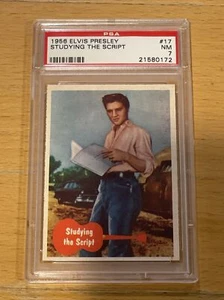 PSA
1956 ELVIS PRESLEY #17
STUDYING THE SCRIPT NM
7
21580172
Studying
the Script